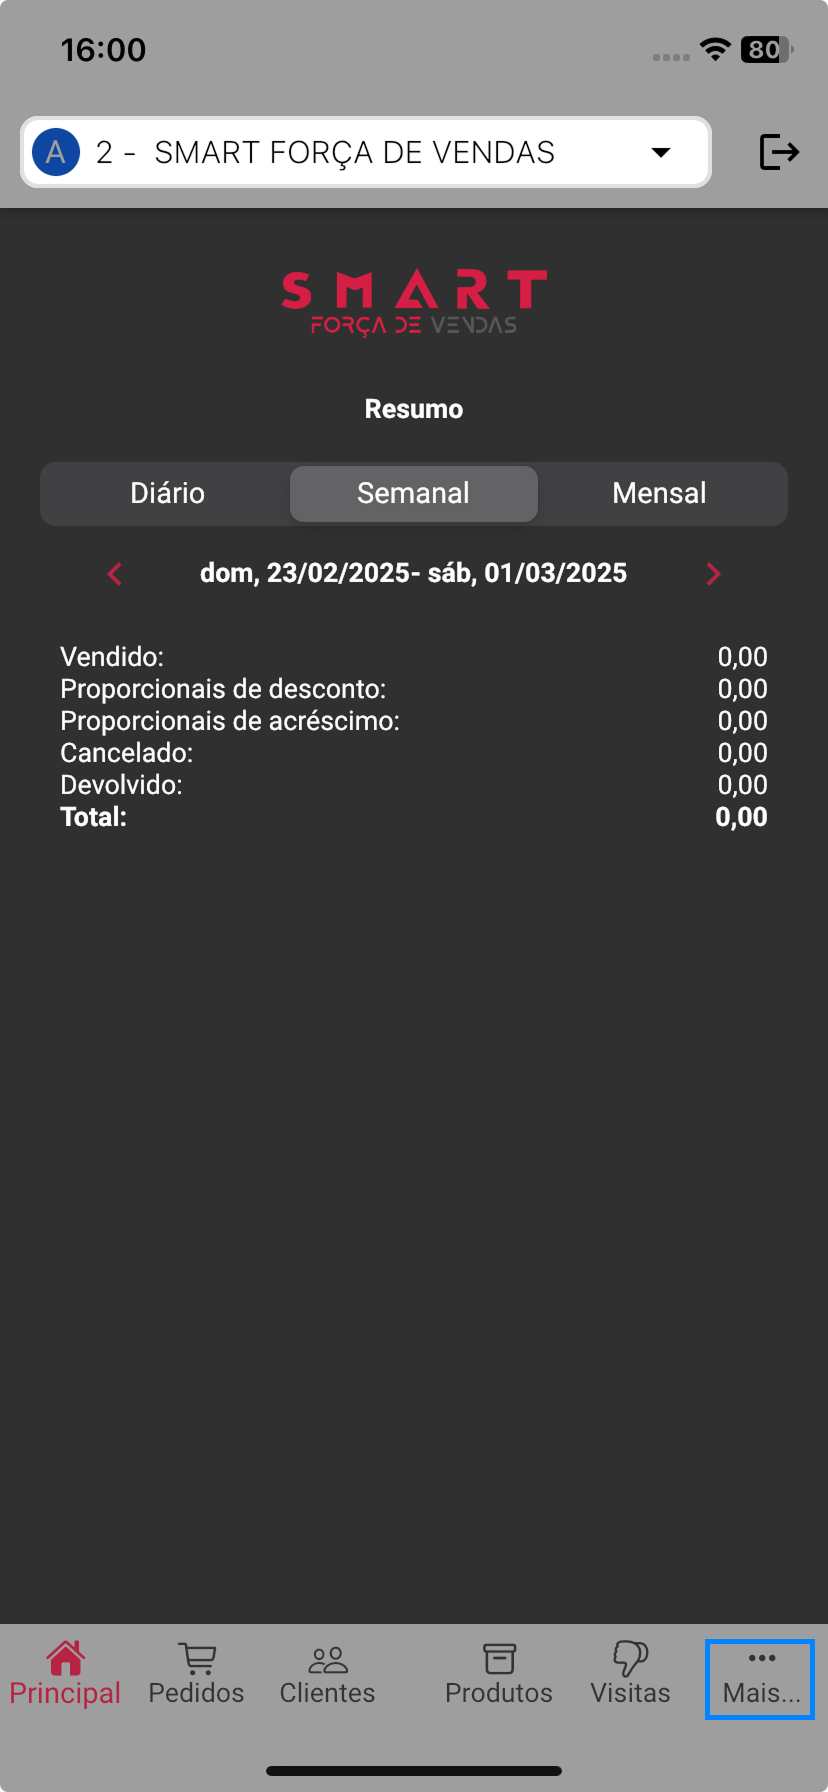 16:00
80
A 2 - SMART FORÇA DE VENDAS
SMART
FORÇA DE VENDAS
Resumo
Diário Semanal Mensal
dom, 23/02/2025- sáb, 01/03/2025
Vendido: 0,00
Proporcionais de desconto: 0,00
Proporcionais de acréscimo: 0,00
Cancelado: 0,00
Devolvido: 0,00
Total: 0,00
Principal Pedidos Clientes Produtos Visitas Mais...